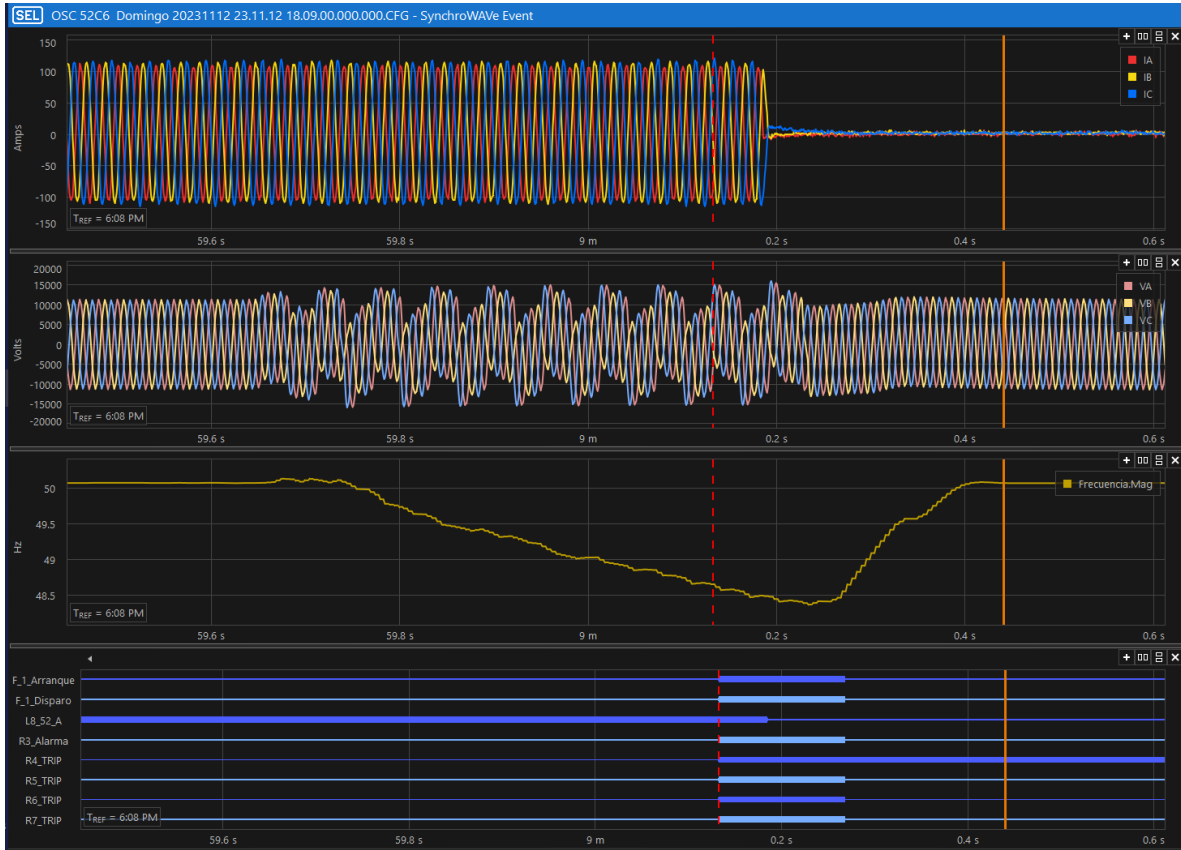 SEL OSC 52C6 Domingo 20231112 23.11.12 18.09.00.000.000.CFG - SynchroWAVe Event
150
100
50
0
-50
-100
-150
Amps
IA
IB
IC
TREF = 6:08 PM
59.6 s 59.8 s 9 m 0.2 s 0.4 s 0.6 s
20000
15000
10000
5000
0
-5000
-10000
-15000
-20000
Volts
VA
VB
VC
TREF = 6:08 PM
59.6 s 59.8 s 9 m 0.2 s 0.4 s 0.6 s
50
49.5
49
48.5
Hz
Frecuencia.Mag
TREF = 6:08 PM
59.6 s 59.8 s 9 m 0.2 s 0.4 s 0.6 s
F_1_Arranque
F_1_Disparo
L8_52_A
R3_Alarma
R4_TRIP
R5_TRIP
R6_TRIP
R7_TRIP
TREF = 6:08 PM
59.6 s 59.8 s 9 m 0.2 s 0.4 s 0.6 s